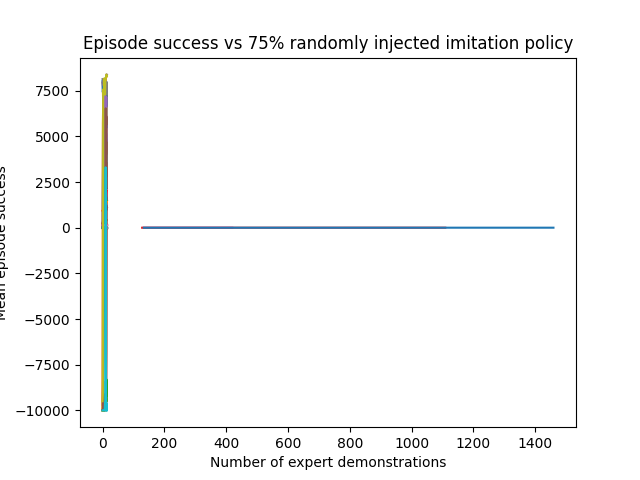 Episode success vs 75% randomly injected imitation policy
7500
5000
2500
0
−2500
−5000
−7500
−10000
Mean episode success
0 200 400 600 800 1000 1200 1400
Number of expert demonstrations